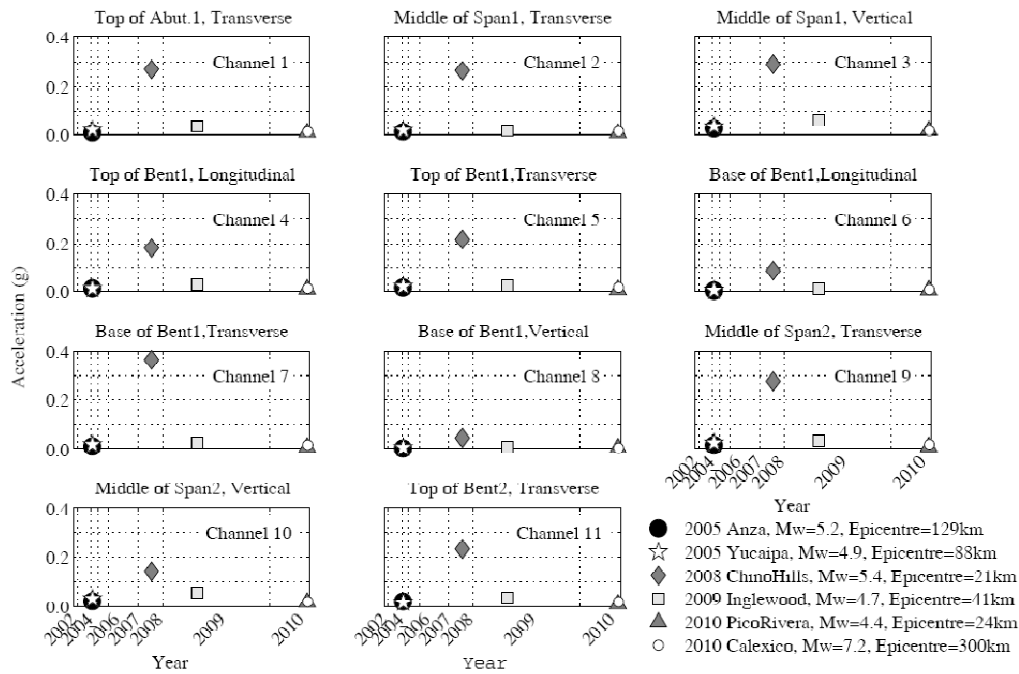 Top of Abut.1, Transverse
Middle of Span1, Transverse
Middle of Span1, Vertical
0.4
0.2
0.0
Channel 1
Channel 2
Channel 3
Top of Bent1, Longitudinal
Top of Bent1,Transverse
Base of Bent1,Longitudinal
0.4
0.2
0.0
Channel 4
Channel 5
Channel 6
Acceleration (g)
Base of Bent1,Transverse
Base of Bent1,Vertical
Middle of Span2, Transverse
0.4
0.2
0.0
Channel 7
Channel 8
Channel 9
2002 2004 2006 2007 2008 2009 2010
Year
Middle of Span2, Vertical
Top of Bent2, Transverse
0.4
0.2
0.0
Channel 10
Channel 11
2002 2004 2006 2007 2008 2009 2010
Year
2002 2004 2006 2007 2008 2009 2010
Year
2005 Anza, Mw=5.2, Epicentre=129km
2005 Yucaipa, Mw=4.9, Epicentre=88km
2008 ChinoHills, Mw=5.4, Epicentre=21km
2009 Inglewood, Mw=4.7, Epicentre=41km
2010 PicoRivera, Mw=4.4, Epicentre=24km
2010 Calexico, Mw=7.2, Epicentre=300km